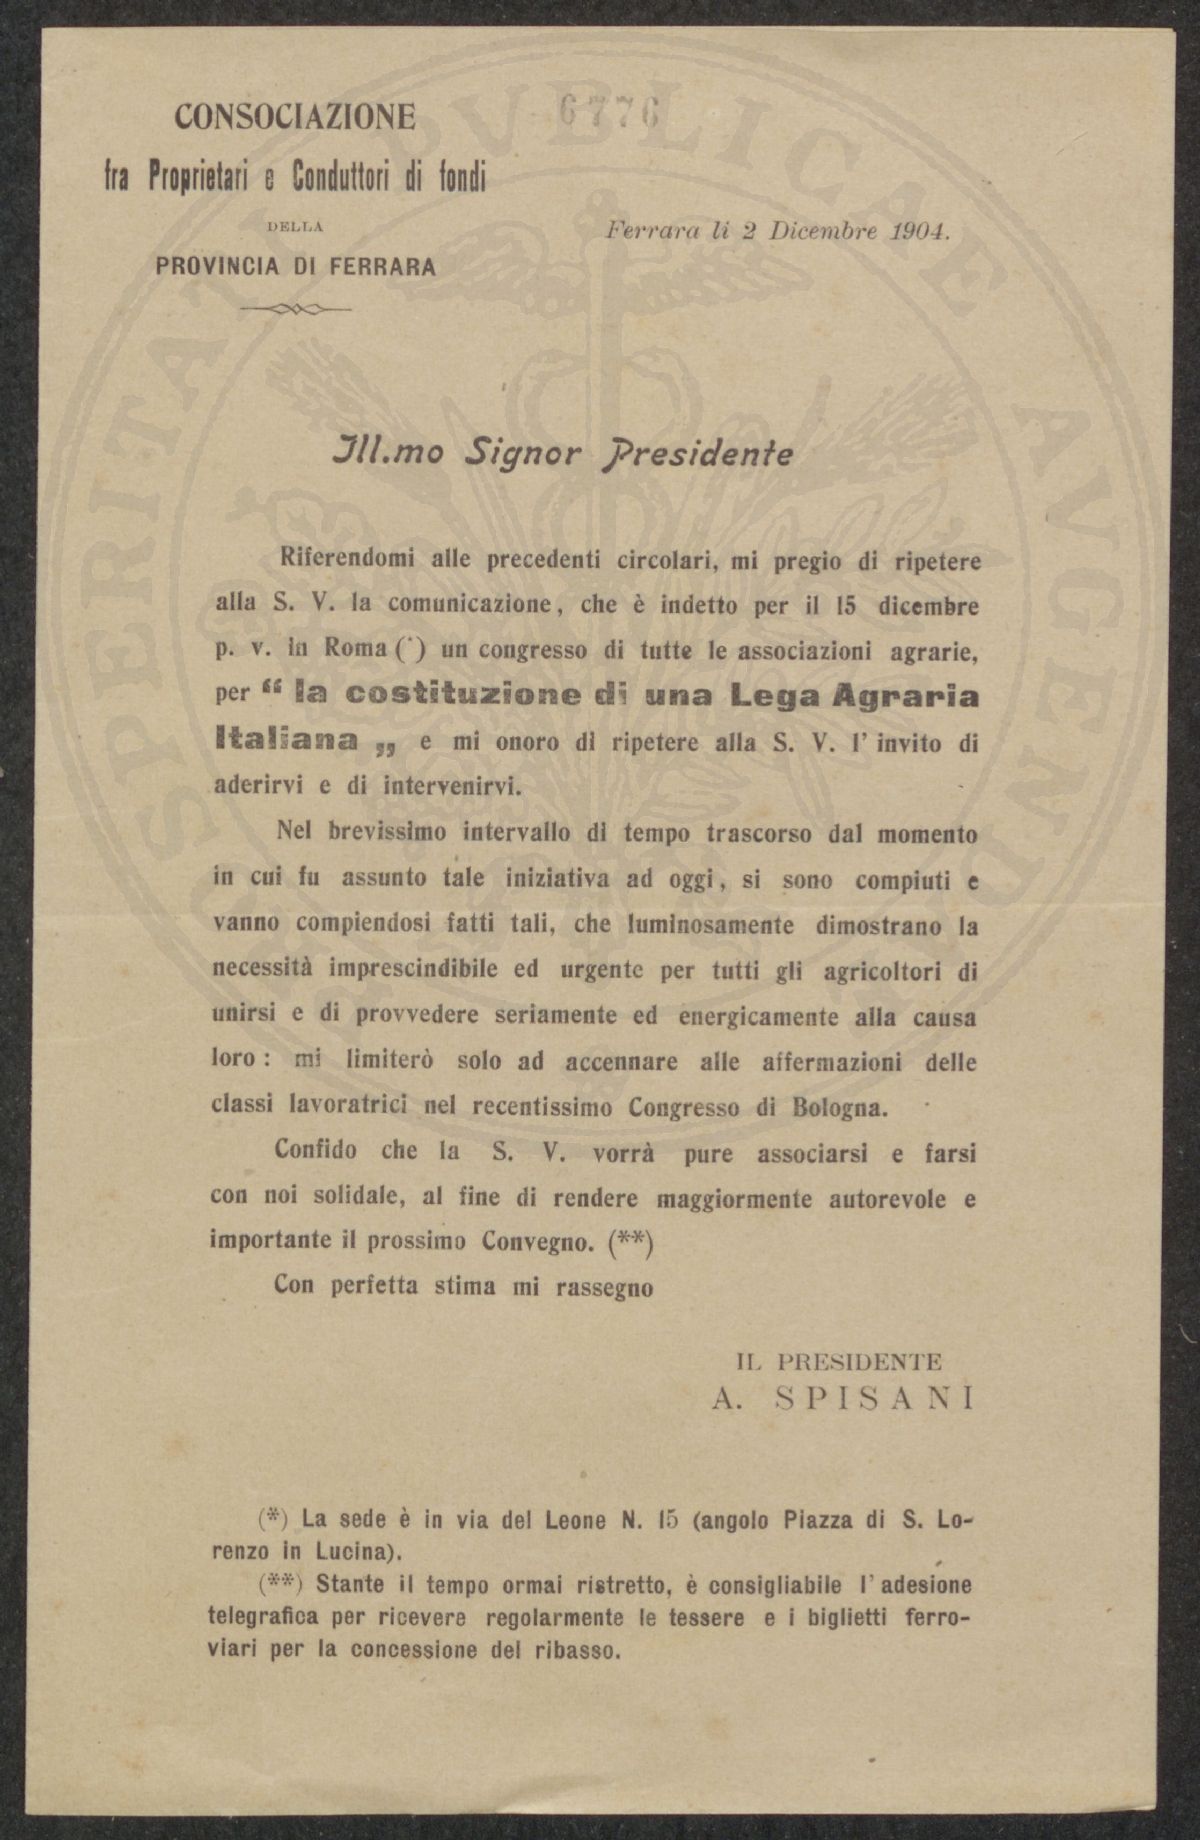 CONSOCIAZIONE
fra Proprietari e Conduttori di fondi
DELLA
PROVINCIA DI FERRARA
6776
Ferrara li 2 Dicembre 1904.
Ill.mo Signor Presidente
Riferendomi alle precedenti circolari, mi pregio di ripetere
alla S. V. la comunicazione, che è indetto per il 15 dicembre
p. v. in Roma (*) un congresso di tutte le associazioni agrarie,
per “ la costituzione di una Lega Agraria
Italiana „ e mi onoro di ripetere alla S. V. l' invito di
aderirvi e di intervenirvi.
Nel brevissimo intervallo di tempo trascorso dal momento
in cui fu assunto tale iniziativa ad oggi, si sono compiuti e
vanno compiendosi fatti tali, che luminosamente dimostrano la
necessità imprescindibile ed urgente per tutti gli agricoltori di
unirsi e di provvedere seriamente ed energicamente alla causa
loro : mi limiterò solo ad accennare alle affermazioni delle
classi lavoratrici nel recentissimo Congresso di Bologna.
Confido che la S. V. vorrà pure associarsi e farsi
con noi solidale, al fine di rendere maggiormente autorevole e
importante il prossimo Convegno. (**)
Con perfetta stima mi rassegno
IL PRESIDENTE
A. SPISANI
(*) La sede è in via del Leone N. 15 (angolo Piazza di S. Lo-
renzo in Lucina).
(**) Stante il tempo ormai ristretto, è consigliabile l' adesione
telegrafica per ricevere regolarmente le tessere e i biglietti ferro-
viari per la concessione del ribasso.
PVBLICAE AVGENDAE